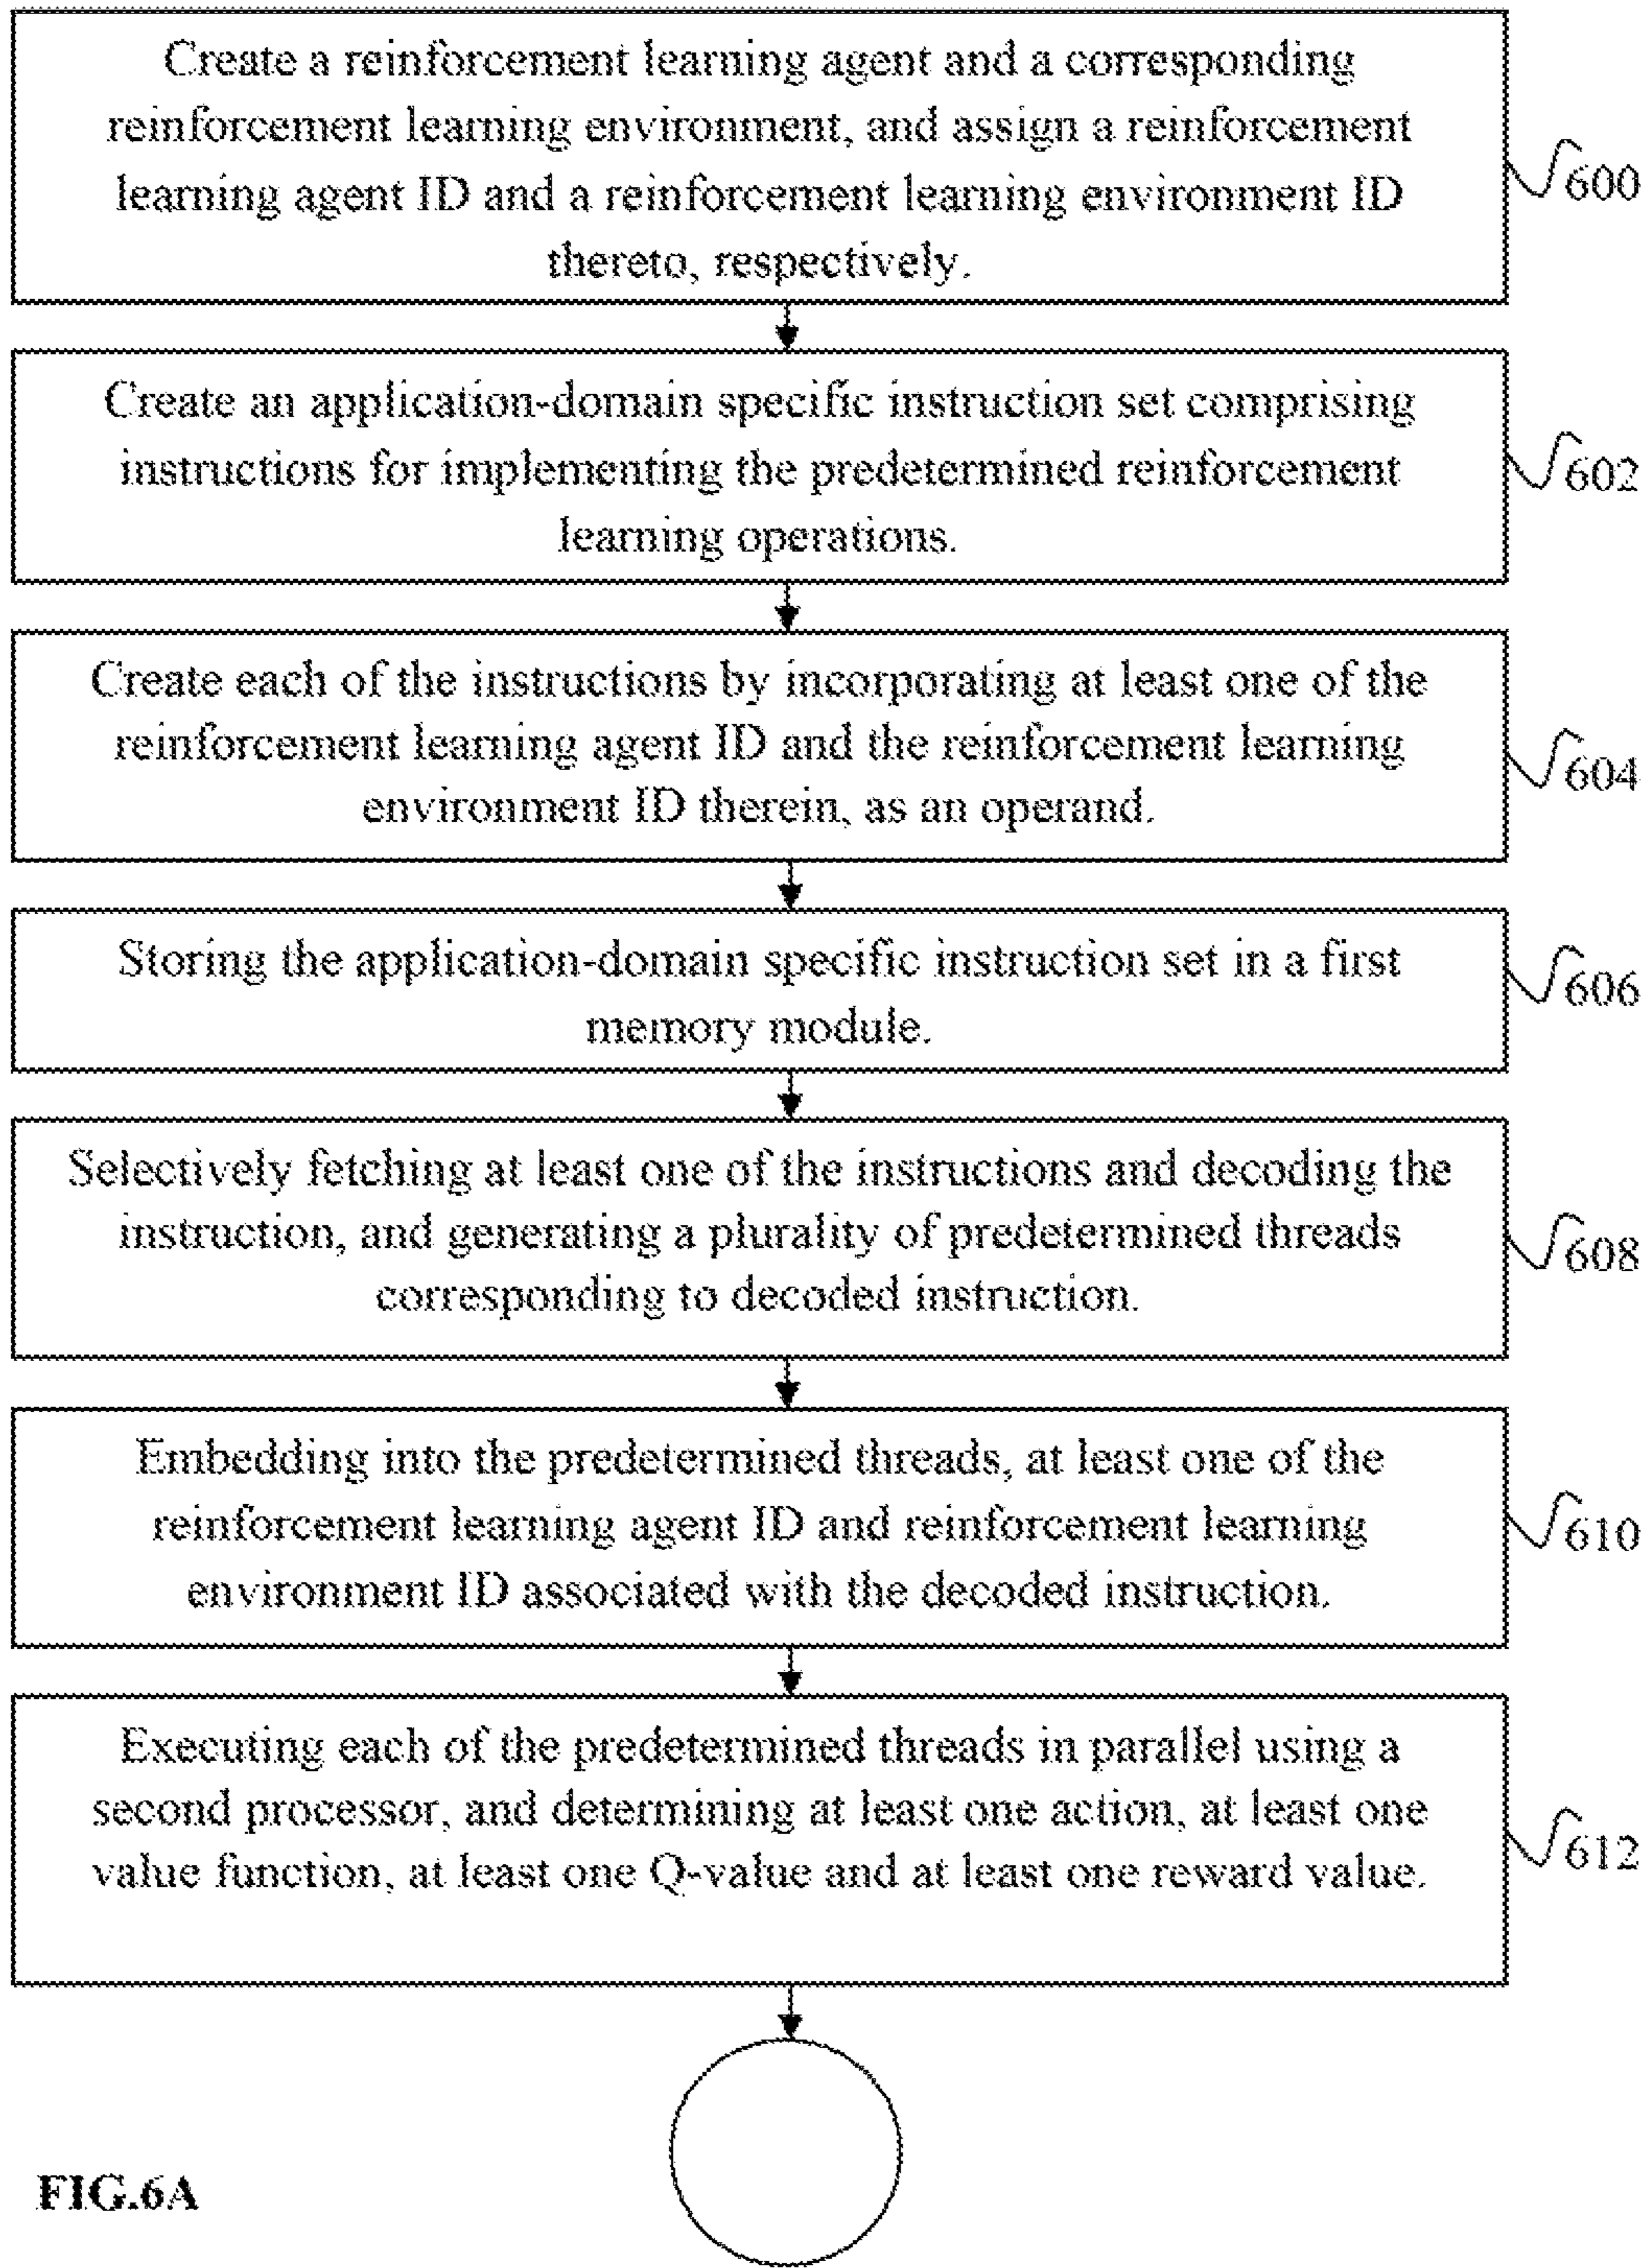 Create a reinforcement learning agent and a corresponding
reinforcement learning environment, and assign a reinforcement
learning agent ID and a reinforcement learning environment ID
thereto, respectively.
600
Create an application-domain specific instruction set comprising
instructions for implementing the predetermined reinforcement
learning operations.
602
Create each of the instructions by incorporating at least one of the
reinforcement learning agent ID and the reinforcement learning
environment ID therein, as an operand.
604
Storing the application-domain specific instruction set in a first
memory module.
606
Selectively fetching at least one of the instructions and decoding the
instruction, and generating a plurality of predetermined threads
corresponding to decoded instruction.
608
Embedding into the predetermined threads, at least one of the
reinforcement learning agent ID and reinforcement learning
environment ID associated with the decoded instruction.
610
Executing each of the predetermined threads in parallel using a
second processor, and determining at least one action, at least one
value function, at least one Q-value and at least one reward value.
612
FIG.6A